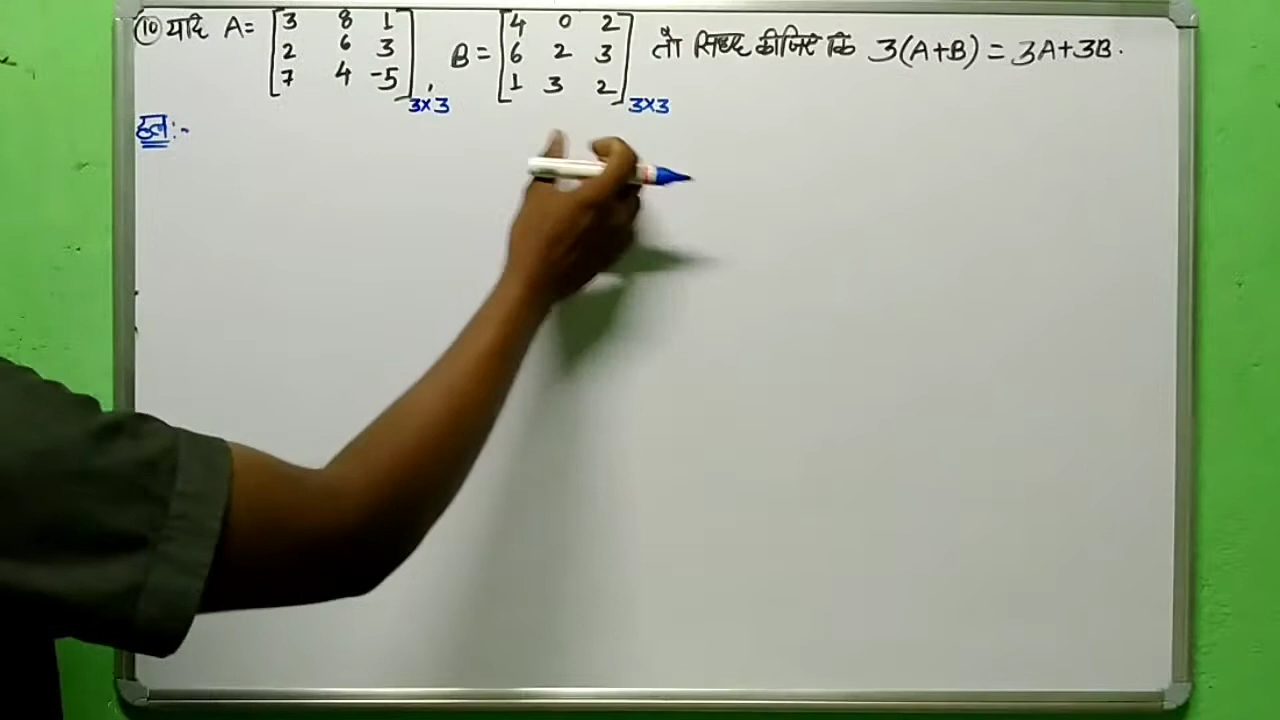 ⑩ यदि A = [3 8 1 2 6 3 7 4 -5]3×3, B = [4 0 2 6 2 3 1 3 2]3×3 तो सिद्ध कीजिए कि 3(A+B) = 3A+3B.
हल:-